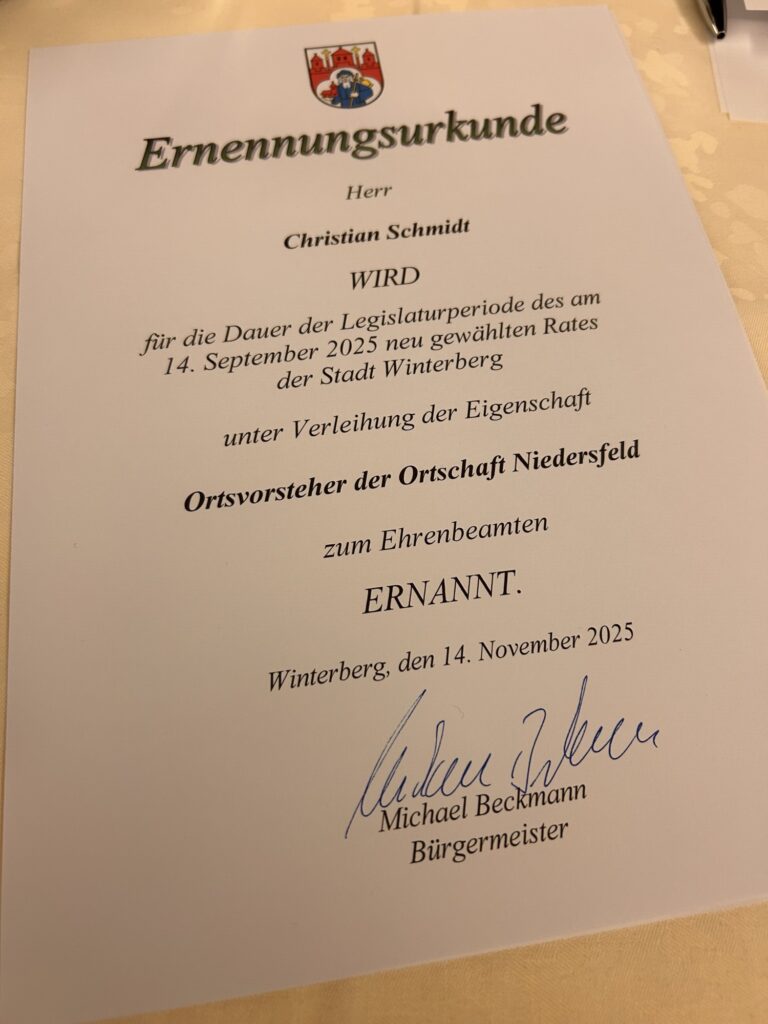 Ernennungsurkunde
Herr
Christian Schmidt
WIRD
für die Dauer der Legislaturperiode des am
14. September 2025 neu gewählten Rates
der Stadt Winterberg
unter Verleihung der Eigenschaft
Ortsvorsteher der Ortschaft Niedersfeld
zum Ehrenbeamten
ERNANNT.
Winterberg, den 14. November 2025
Michael Beckmann
Bürgermeister